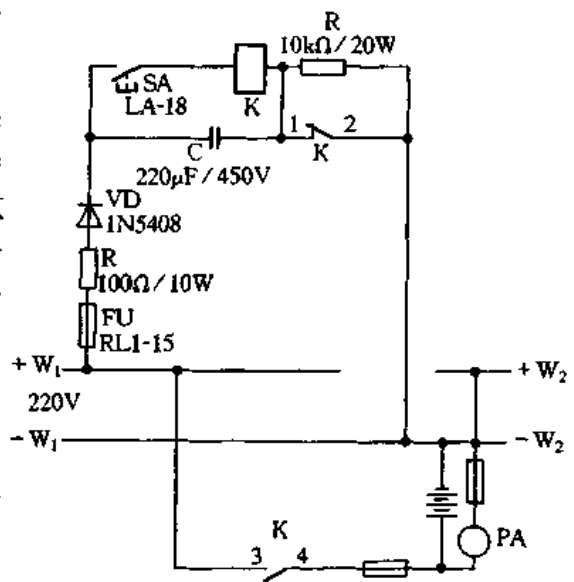 R
10kΩ/20W
SA
LA-18
K
1 2
C
K
220μF/450V
VD
1N5408
R
100Ω/10W
FU
RL1-15
+W₁
+W₂
220V
-W₁
-W₂
K
3 4
PA